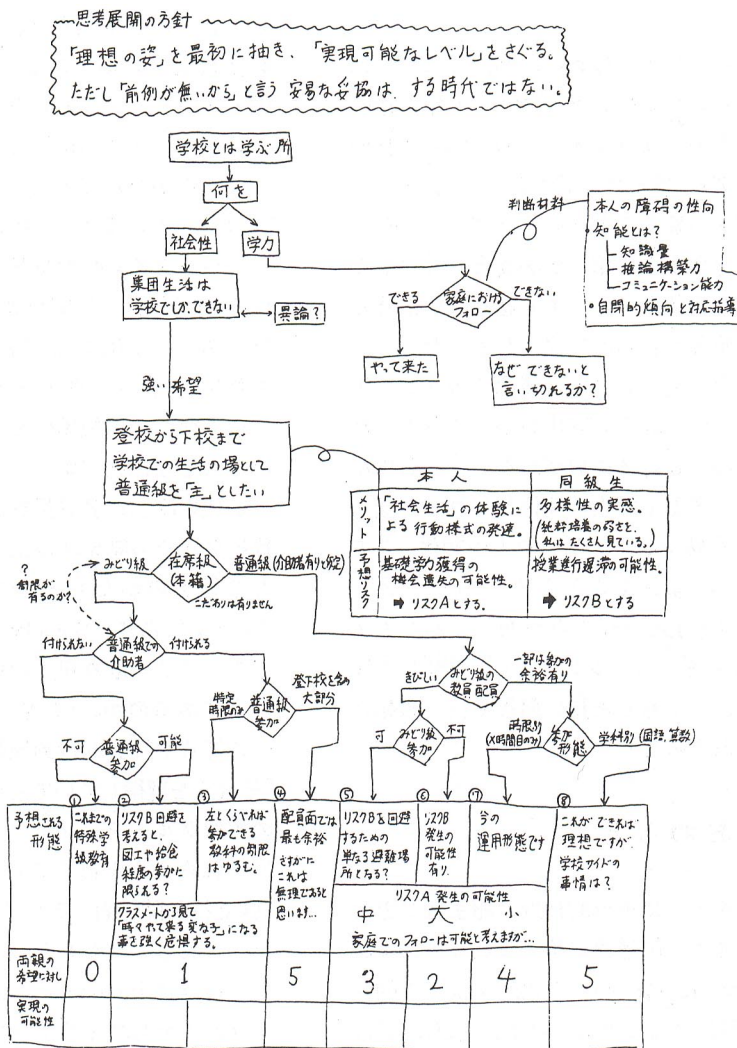 思考展開の方針
「理想の姿」を最初に抽き、「実現可能なレベル」をさぐる。
ただし「前例が無いから」と言う 安易な妥協は、する時代ではない。
学校とは学ぶ所
何を
社会性
学力
集団生活は
学校でしか、できない
異論?
強い希望
判断材料
本人の障碍の性向
・知能とは?
知識量
推論構築力
コミュニケーション能力
・自閉的傾向と対応指導
できる
家庭における
フォロー
できない
やって来た
なぜ できないと
言い切れるか?
登校から下校まで
学校での生活の場として
普通級を「主」としたい
本人
同級生
メリット
「社会生活」の体験に
よる行動様式の発達。
多様性の実感。
(純粋培養の弱さを、
私は たくさん見ている。)
予想リスク
基礎学力獲得の
機会遺失の可能性。
➡ リスクAとする。
授業進行遅滞の可能性。
➡ リスクBとする
みどり級
在席級
(本籍)
普通級(介助者有りと仮定)
こだわりは有りません
?
制限が
有るのか?
付けられない
普通級での
介助者
付けられる
不可
普通級
参加
可能
特定
時限のみ
普通級
参加
登下校を含め
大部分
きびしい
みどり級の
教員配員
一部は参加の
余裕有り
可
みどり級
参加
不可
時限別
(X時間目のみ)
参加
形態
学科別(国語、算数)
① ② ③ ④ ⑤ ⑥ ⑦ ⑧
予想される
形態
これまでの
特殊学
級教育
リスクB回避を
考えると、
図工や給食
程度の参加に
限られる?
左とくらべれば
参加できる
教科の制限
はゆるむ。
クラスメートから見て
「時々やって来る変な子」になる
事を強く危惧する。
配員面では
最も余裕
さすがに
これは
無理であると
思います…
リスクBを回避
するための
単なる避難場
所となる?
リスクB
発生の
可能性
有り.
今の
運用形態です
リスクA 発生の可能性
中 大 小
家庭でのフォローは可能と考えますが…
これが できれば
理想ですが、
学校サイドの
事情は?
両親の
希望に対し
0 1 5 3 2 4 5
実現の
可能性